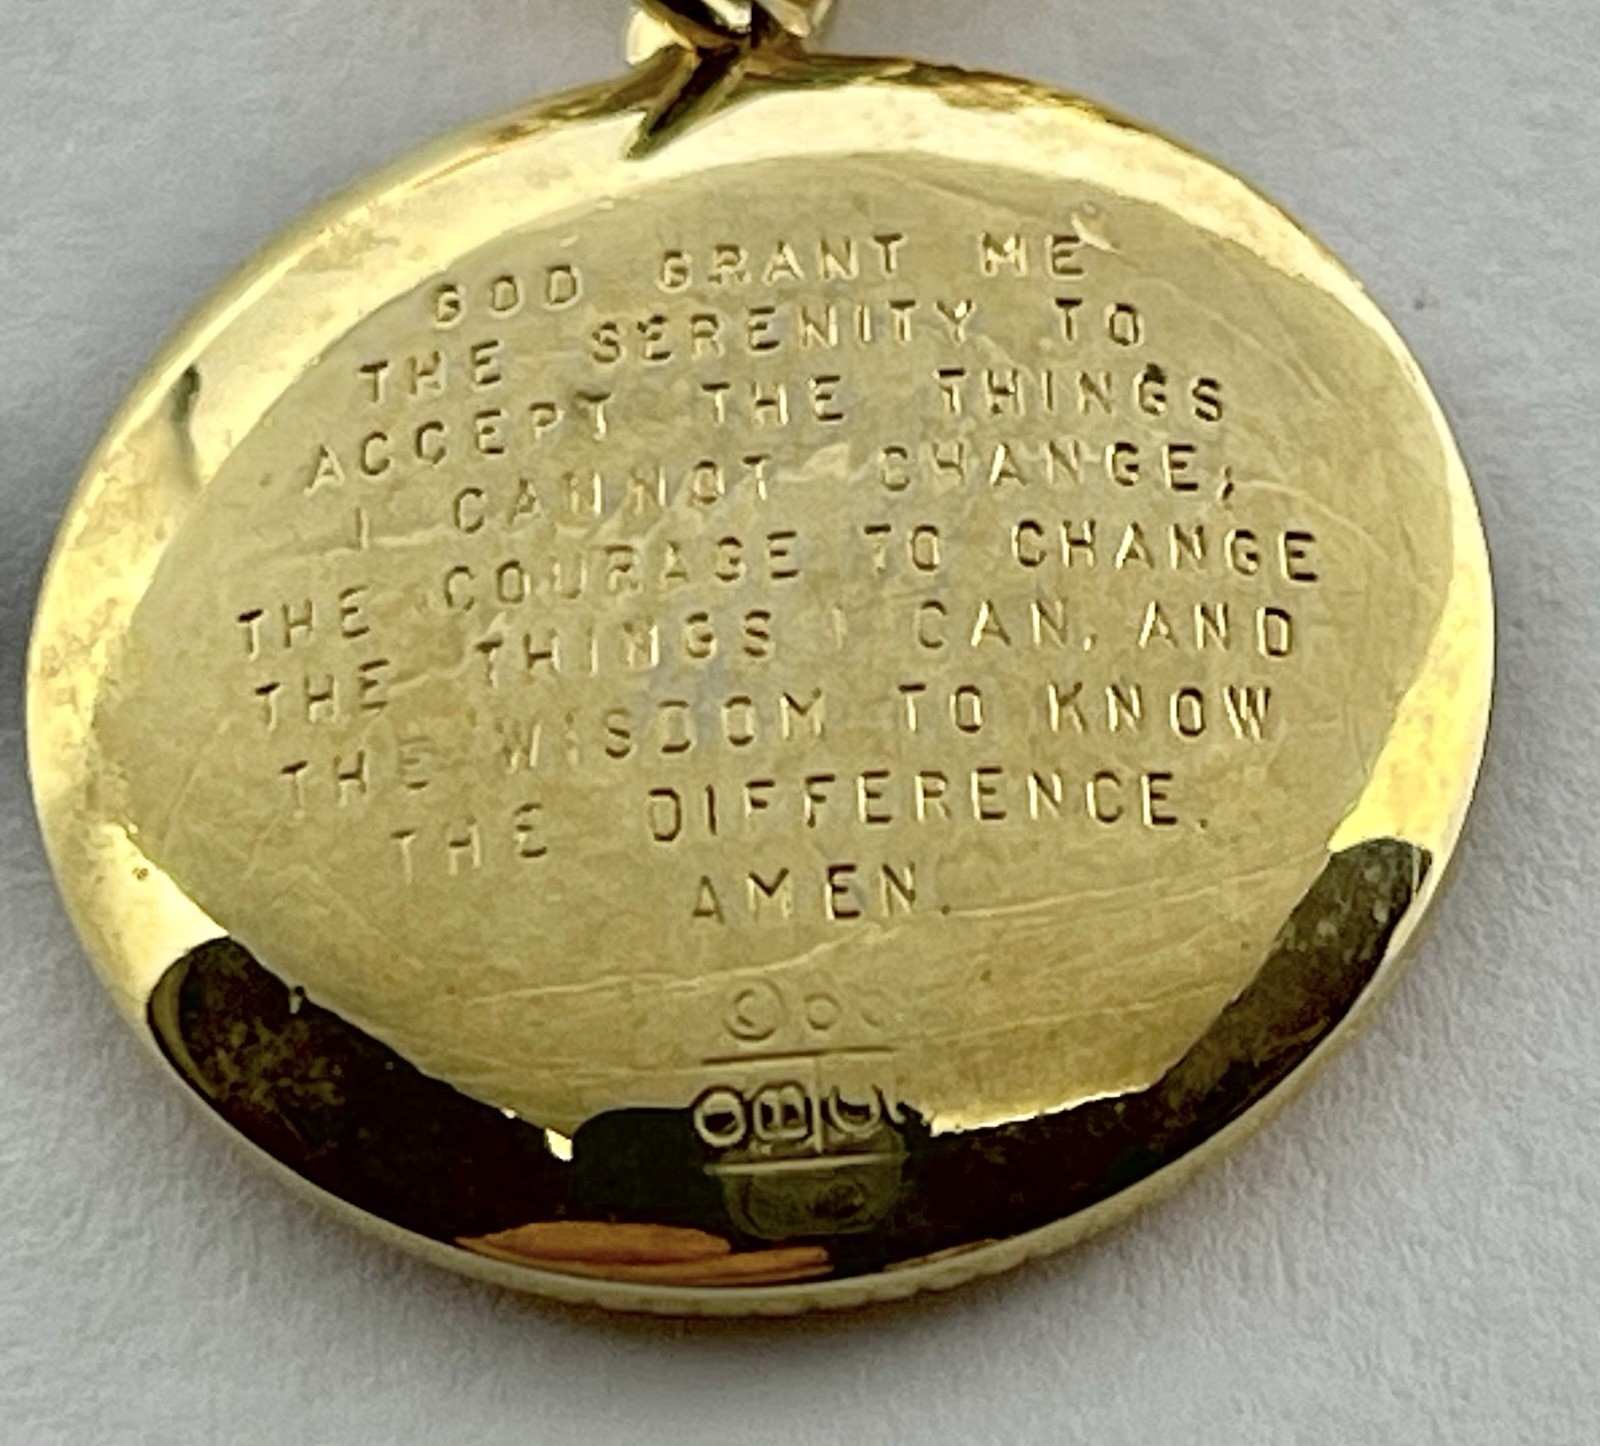 GOD GRANT ME
THE SERENITY TO
ACCEPT THE THINGS
I CANNOT CHANGE;
THE COURAGE TO CHANGE
THE THINGS I CAN, AND
THE WISDOM TO KNOW
THE DIFFERENCE.
AMEN.
©